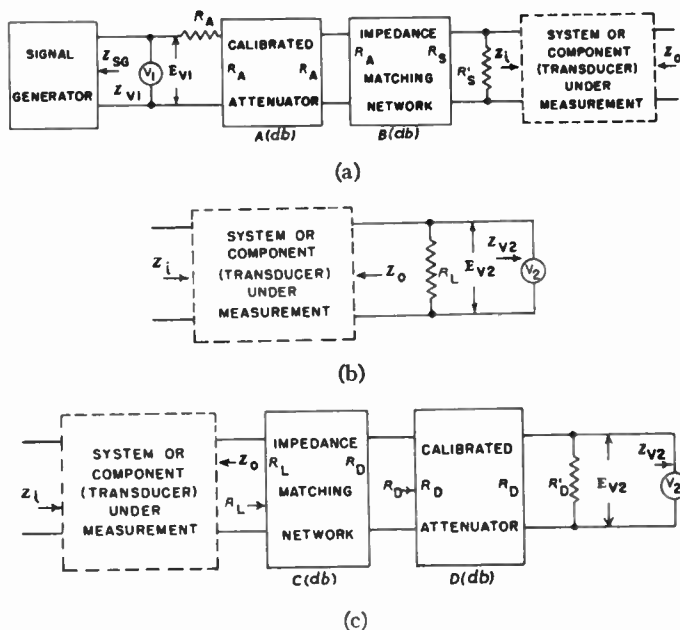 SIGNAL
GENERATOR
Z_SG
Z_V1
V1
E_V1
R_A
CALIBRATED
R_A R_A
ATTENUATOR
A(db)
IMPEDANCE
R_A R_S
MATCHING
NETWORK
B(db)
R'_S
Z_i
SYSTEM OR
COMPONENT
(TRANSDUCER)
UNDER
MEASUREMENT
Z_o
(a)
Z_i
SYSTEM OR
COMPONENT
(TRANSDUCER)
UNDER
MEASUREMENT
Z_o
R_L
E_V2
Z_V2
V2
(b)
Z_i
SYSTEM OR
COMPONENT
(TRANSDUCER)
UNDER
MEASUREMENT
Z_o
R_L
IMPEDANCE
R_L R_D
MATCHING
NETWORK
C(db)
R_D
CALIBRATED
R_D R_D
ATTENUATOR
D(db)
R'_D
E_V2
Z_V2
V2
(c)